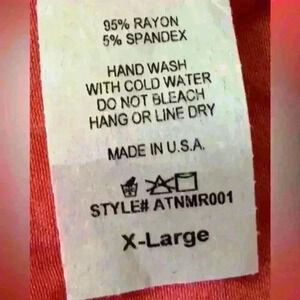 95% RAYON
5% SPANDEX
HAND WASH
WITH COLD WATER
DO NOT BLEACH
HANG OR LINE DRY
MADE IN U.S.A.
STYLE# ATNMR001
X-Large